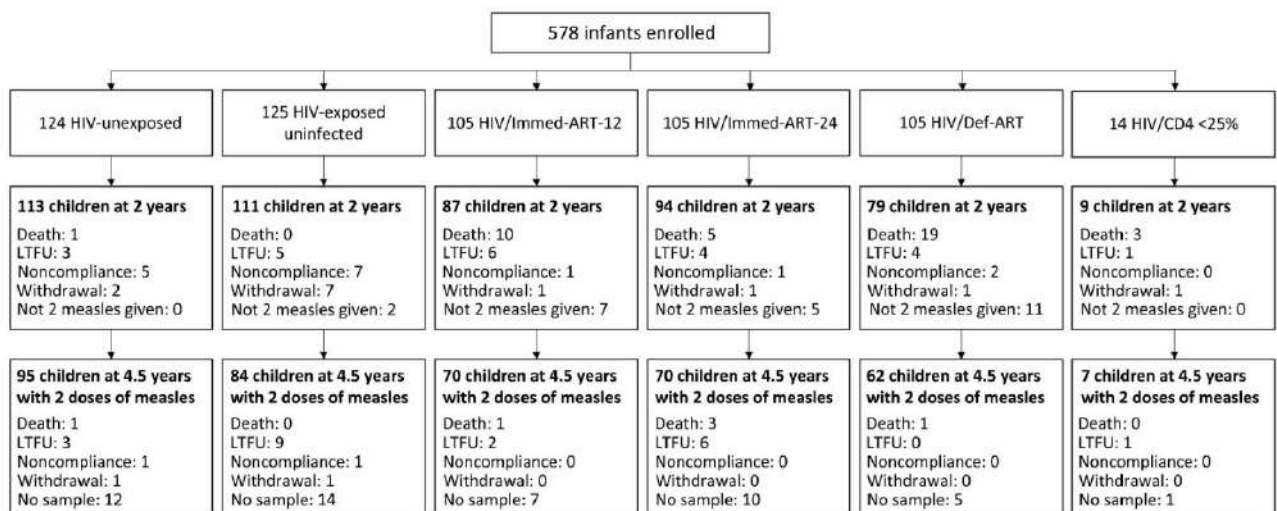 578 infants enrolled
124 HIV-unexposed
125 HIV-exposed
uninfected
105 HIV/Immed-ART-12
105 HIV/Immed-ART-24
105 HIV/Def-ART
14 HIV/CD4 <25%
113 children at 2 years
Death: 1
LTFU: 3
Noncompliance: 5
Withdrawal: 2
Not 2 measles given: 0
111 children at 2 years
Death: 0
LTFU: 5
Noncompliance: 7
Withdrawal: 7
Not 2 measles given: 2
87 children at 2 years
Death: 10
LTFU: 6
Noncompliance: 1
Withdrawal: 1
Not 2 measles given: 7
94 children at 2 years
Death: 5
LTFU: 4
Noncompliance: 1
Withdrawal: 1
Not 2 measles given: 5
79 children at 2 years
Death: 19
LTFU: 4
Noncompliance: 2
Withdrawal: 1
Not 2 measles given: 11
9 children at 2 years
Death: 3
LTFU: 1
Noncompliance: 0
Withdrawal: 1
Not 2 measles given: 0
95 children at 4.5 years
with 2 doses of measles
Death: 1
LTFU: 3
Noncompliance: 1
Withdrawal: 1
No sample: 12
84 children at 4.5 years
with 2 doses of measles
Death: 0
LTFU: 9
Noncompliance: 1
Withdrawal: 1
No sample: 14
70 children at 4.5 years
with 2 doses of measles
Death: 1
LTFU: 2
Noncompliance: 0
Withdrawal: 0
No sample: 7
70 children at 4.5 years
with 2 doses of measles
Death: 3
LTFU: 6
Noncompliance: 0
Withdrawal: 0
No sample: 10
62 children at 4.5 years
with 2 doses of measles
Death: 1
LTFU: 0
Noncompliance: 0
Withdrawal: 0
No sample: 5
7 children at 4.5 years
with 2 doses of measles
Death: 0
LTFU: 1
Noncompliance: 0
Withdrawal: 0
No sample: 1